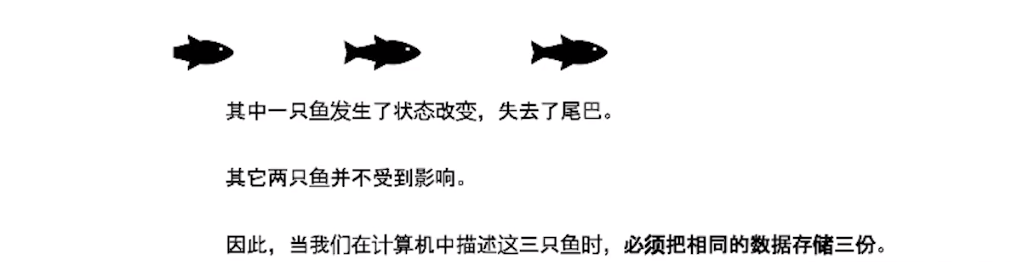 其中一只鱼发生了状态改变，失去了尾巴。
其它两只鱼并不受到影响。
因此，当我们在计算机中描述这三只鱼时，必须把相同的数据存储三份。